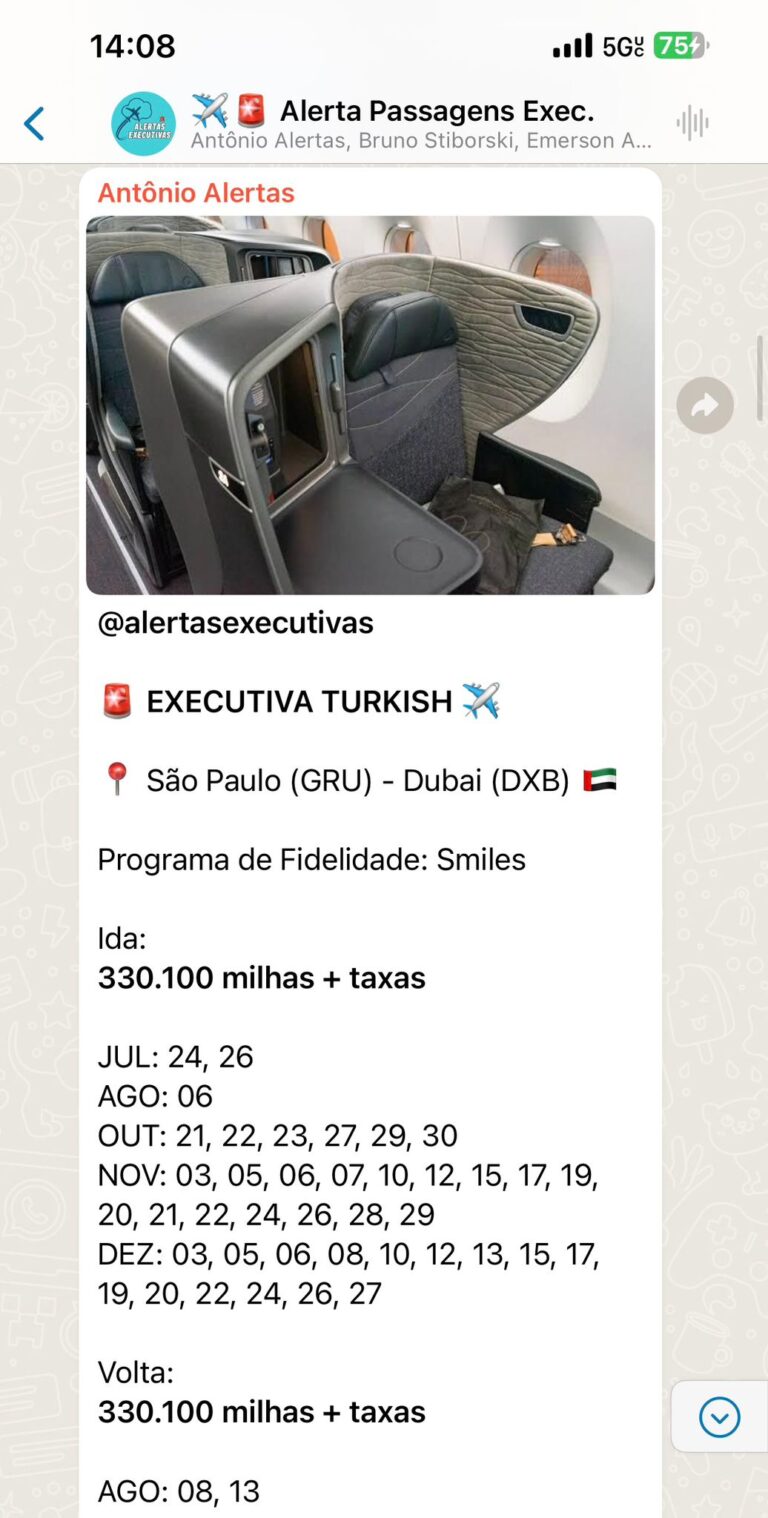 14:08
5G
75
✈️🚨 Alerta Passagens Exec.
Antônio Alertas, Bruno Stiborski, Emerson A...
ALERTAS
EXECUTIVAS
Antônio Alertas
@alertasexecutivas
🚨 EXECUTIVA TURKISH ✈️
📍 São Paulo (GRU) - Dubai (DXB) 🇦🇪
Programa de Fidelidade: Smiles
Ida:
330.100 milhas + taxas
JUL: 24, 26
AGO: 06
OUT: 21, 22, 23, 27, 29, 30
NOV: 03, 05, 06, 07, 10, 12, 15, 17, 19,
20, 21, 22, 24, 26, 28, 29
DEZ: 03, 05, 06, 08, 10, 12, 13, 15, 17,
19, 20, 22, 24, 26, 27
Volta:
330.100 milhas + taxas
AGO: 08, 13